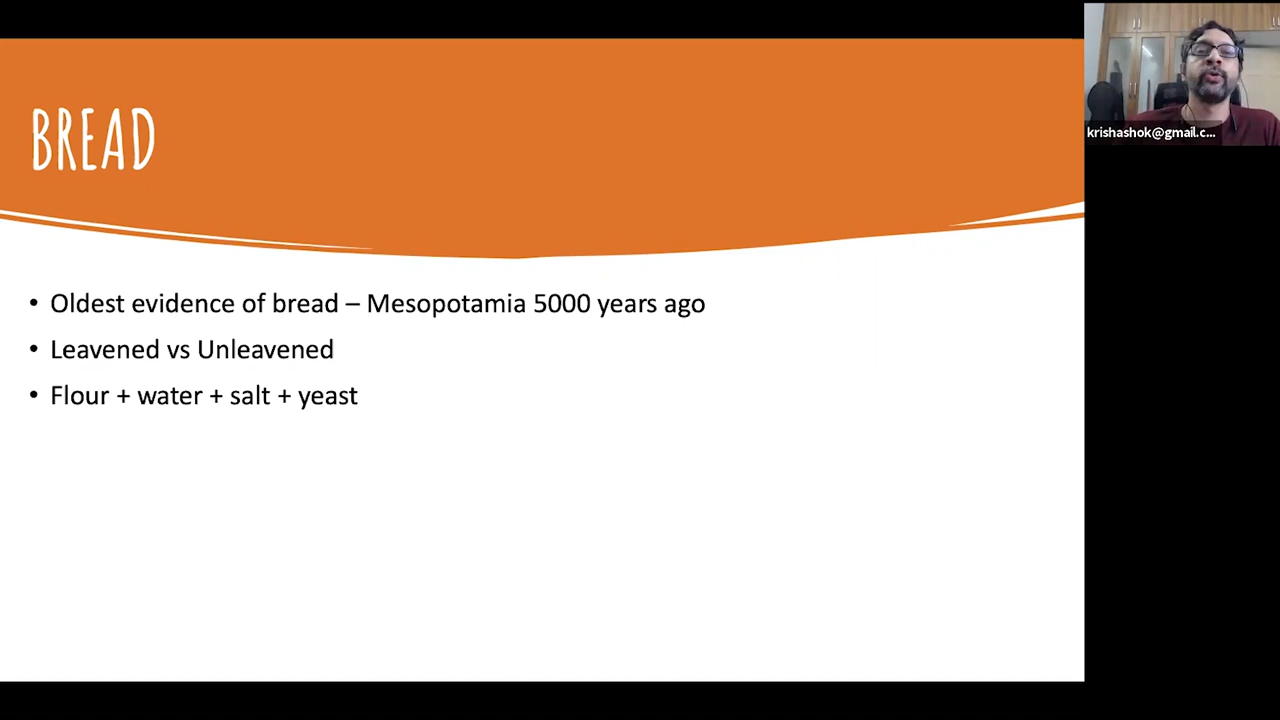 BREAD
• Oldest evidence of bread – Mesopotamia 5000 years ago
• Leavened vs Unleavened
• Flour + water + salt + yeast
krishashok@gmail.c...